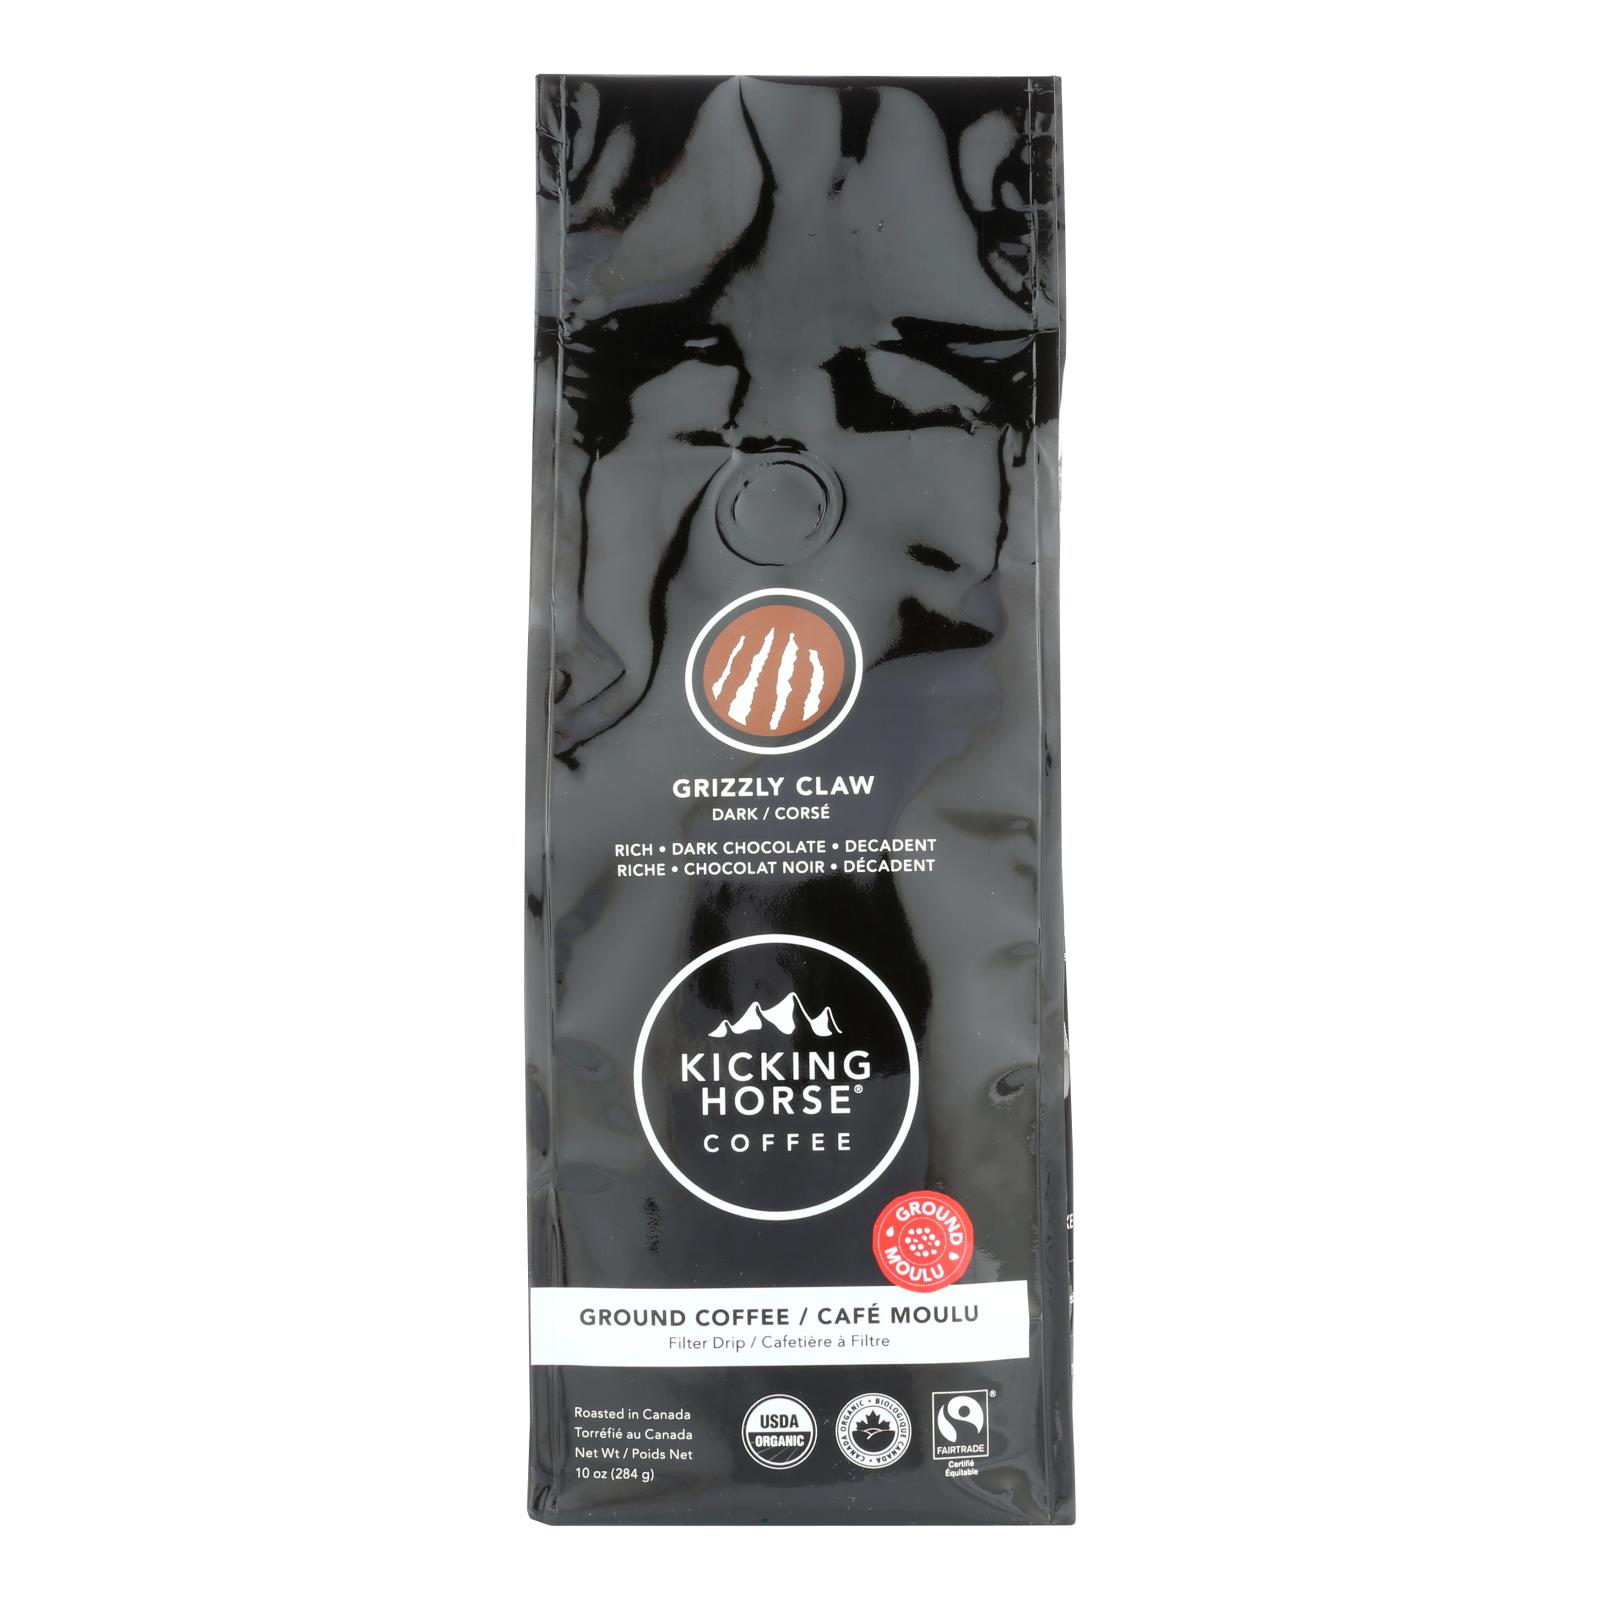 GRIZZLY CLAW
DARK / CORSÉ
RICH • DARK CHOCOLATE • DECADENT
RICHE • CHOCOLAT NOIR • DÉCADENT
KICKING
HORSE®
COFFEE
GROUND
MOULU
GROUND COFFEE / CAFÉ MOULU
Filter Drip / Cafetière à Filtre
Roasted in Canada
Torréfié au Canada
Net Wt / Poids Net
10 oz (284 g)
USDA
ORGANIC
CANADA ORGANIC • BIOLOGIQUE CANADA •
®
FAIRTRADE
Certifié
Équitable